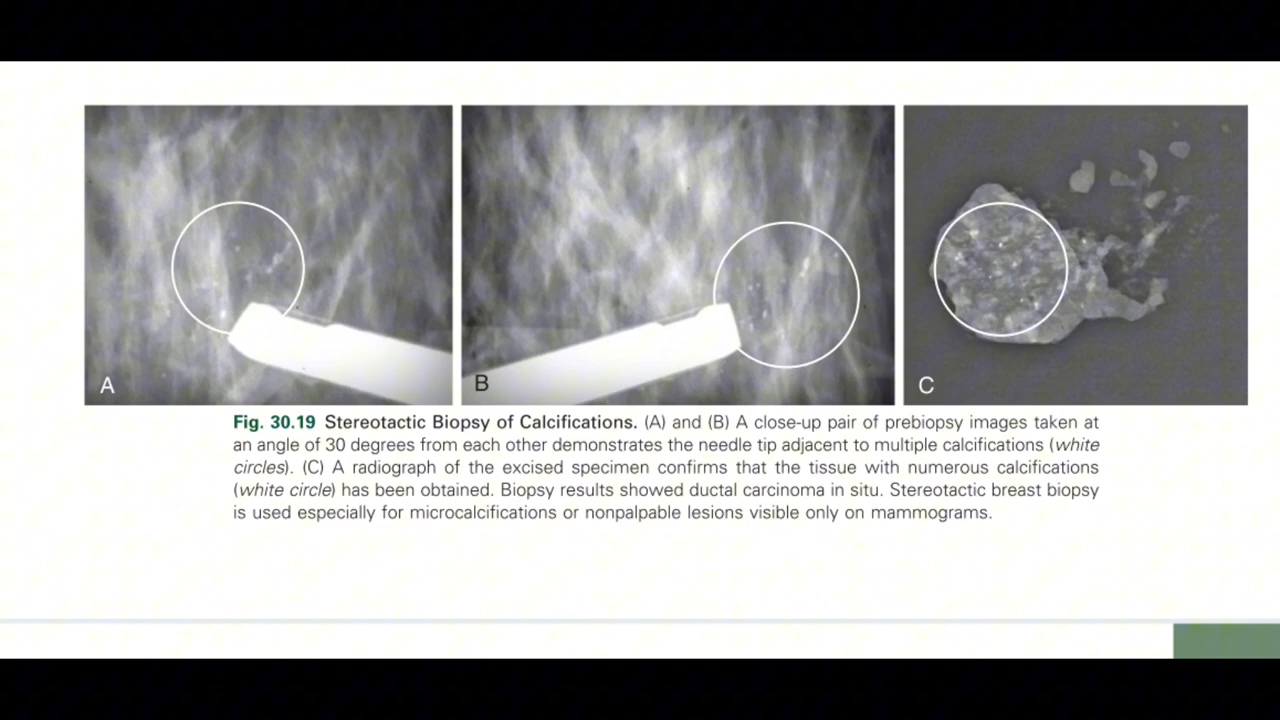 A
B
C
Fig. 30.19 Stereotactic Biopsy of Calcifications. (A) and (B) A close-up pair of prebiopsy images taken at
an angle of 30 degrees from each other demonstrates the needle tip adjacent to multiple calcifications (white
circles). (C) A radiograph of the excised specimen confirms that the tissue with numerous calcifications
(white circle) has been obtained. Biopsy results showed ductal carcinoma in situ. Stereotactic breast biopsy
is used especially for microcalcifications or nonpalpable lesions visible only on mammograms.